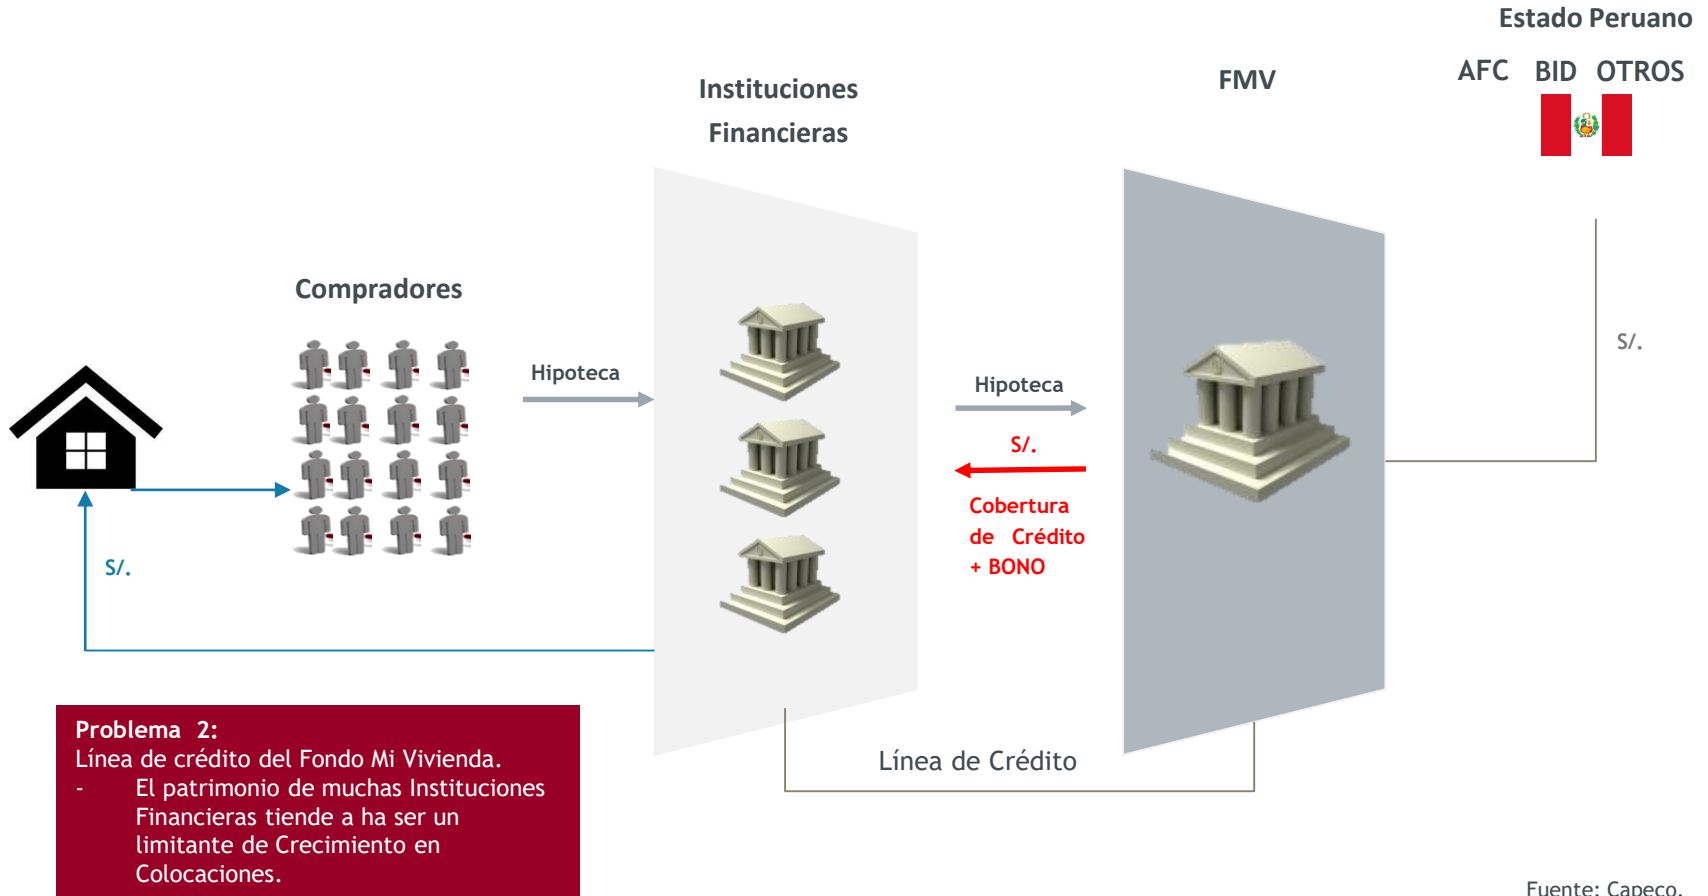 Estado Peruano
AFC BID OTROS
FMV
Instituciones
Financieras
Compradores
Hipoteca
Hipoteca
S/.
Cobertura
de Crédito
+ BONO
S/.
S/.
Línea de Crédito
Problema 2:
Línea de crédito del Fondo Mi Vivienda.
- El patrimonio de muchas Instituciones
Financieras tiende a ha ser un
limitante de Crecimiento en
Colocaciones.
Fuente: Capeco.